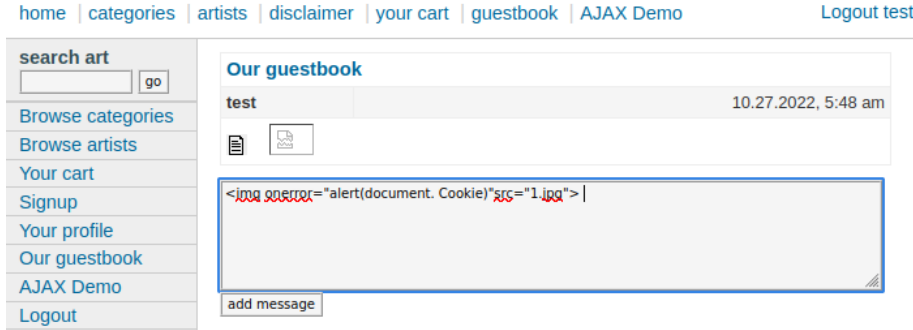 home | categories | artists | disclaimer | your cart | guestbook | AJAX Demo Logout test
search art
go
Browse categories
Browse artists
Your cart
Signup
Your profile
Our guestbook
AJAX Demo
Logout
Our guestbook
test 10.27.2022, 5:48 am
<img onerror="alert(document. Cookie)"src="1.jpg">
add message